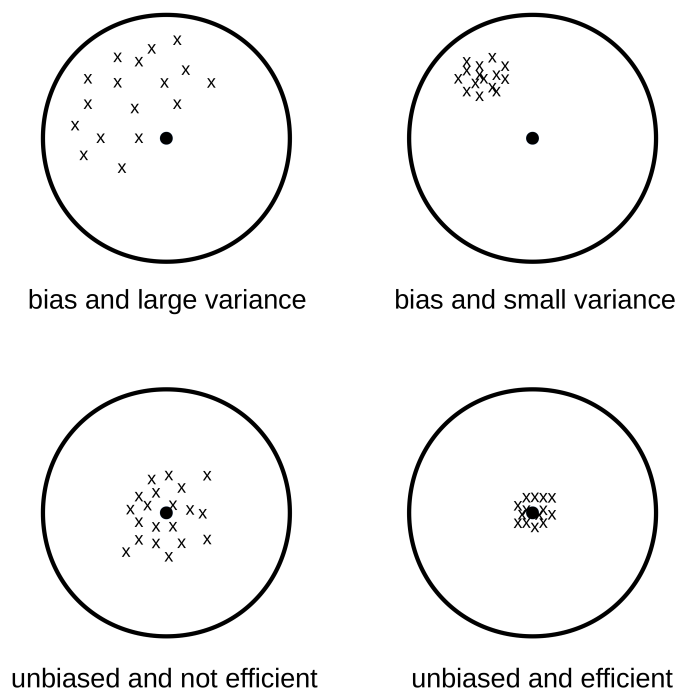 bias and large variance
bias and small variance
unbiased and not efficient
unbiased and efficient